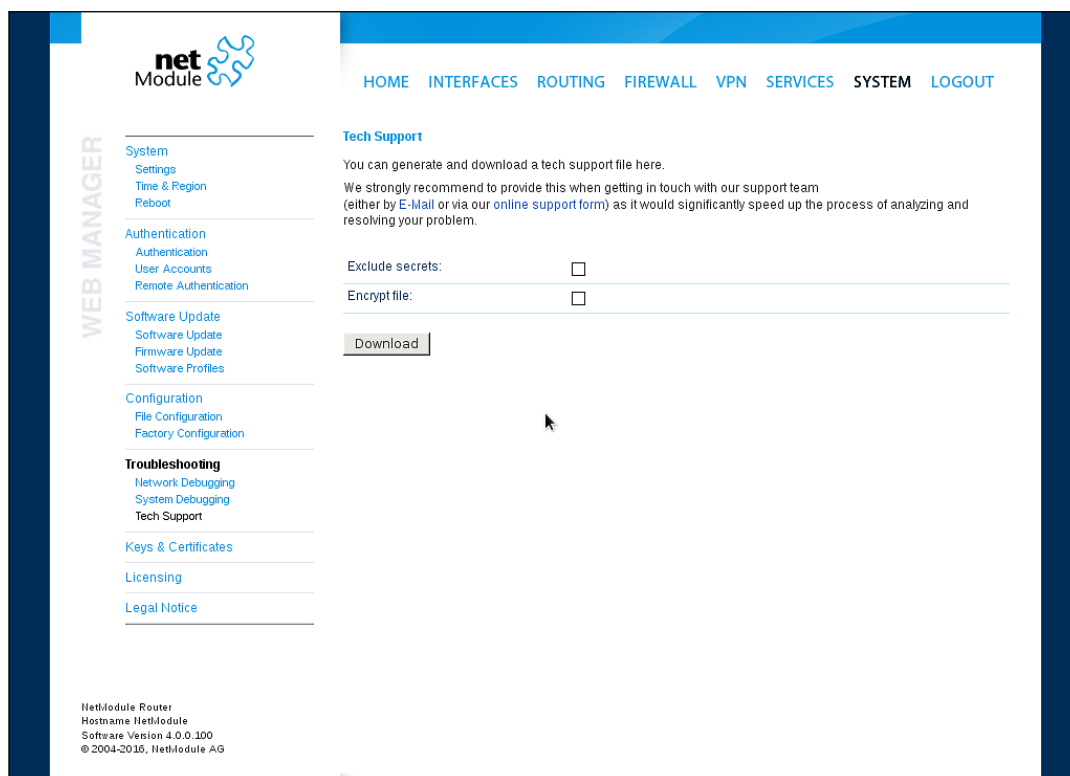 net
Module
HOME INTERFACES ROUTING FIREWALL VPN SERVICES SYSTEM LOGOUT
WEB MANAGER
System
Settings
Time & Region
Reboot
Authentication
Authentication
User Accounts
Remote Authentication
Software Update
Software Update
Firmware Update
Software Profiles
Configuration
File Configuration
Factory Configuration
Troubleshooting
Network Debugging
System Debugging
Tech Support
Keys & Certificates
Licensing
Legal Notice
Tech Support
You can generate and download a tech support file here.
We strongly recommend to provide this when getting in touch with our support team
(either by E-Mail or via our online support form) as it would significantly speed up the process of analyzing and
resolving your problem.
Exclude secrets:
Encrypt file:
Download
NetModule Router
Hostname NetModule
Software Version 4.0.0.100
© 2004-2016, NetModule AG